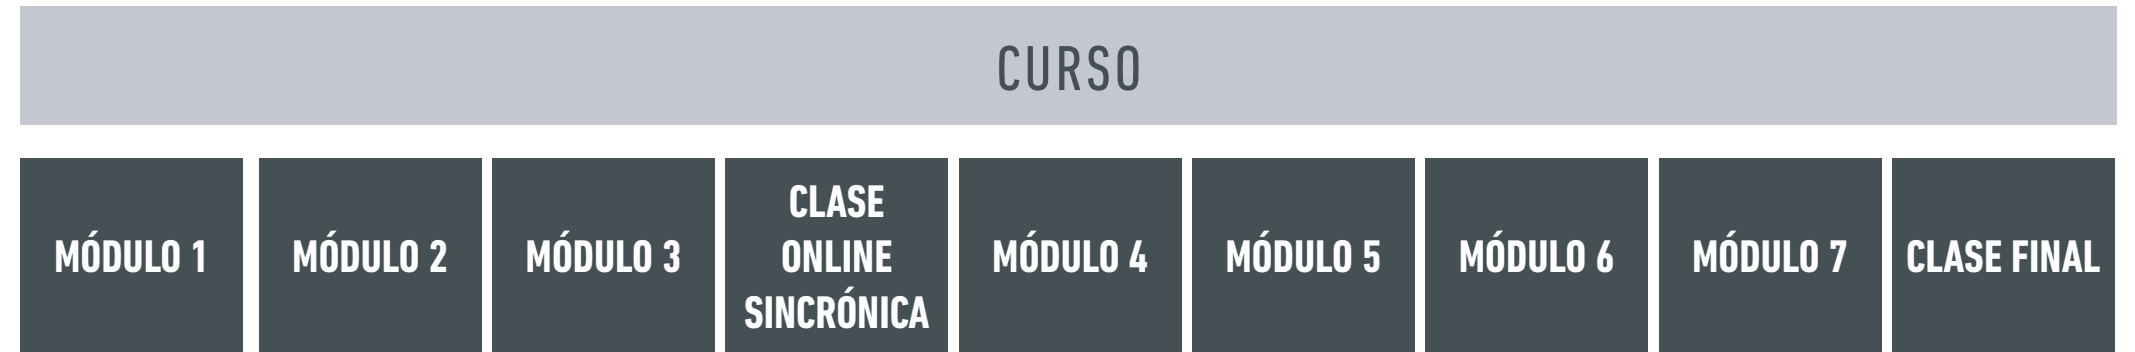 CURSO
MÓDULO 1
MÓDULO 2
MÓDULO 3
CLASE
ONLINE
SINCRÓNICA
MÓDULO 4
MÓDULO 5
MÓDULO 6
MÓDULO 7
CLASE FINAL